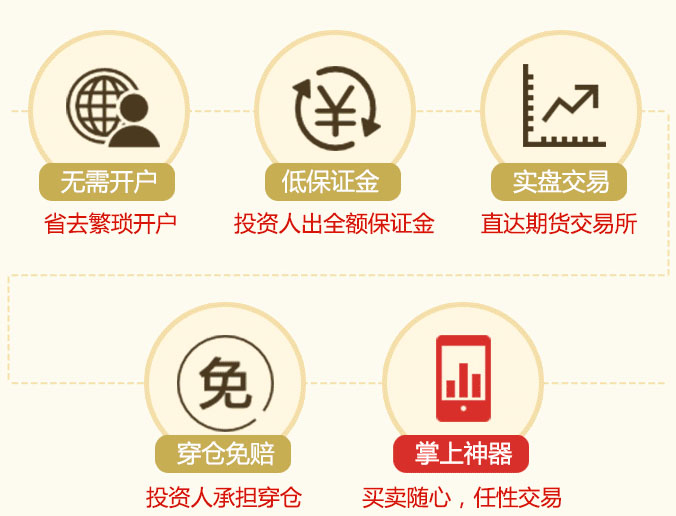 无需开户
低保证金
实盘交易
省去繁琐开户
投资人出全额保证金
直达期货交易所
免
穿仓免赔
掌上神器
投资人承担穿仓
买卖随心，任性交易